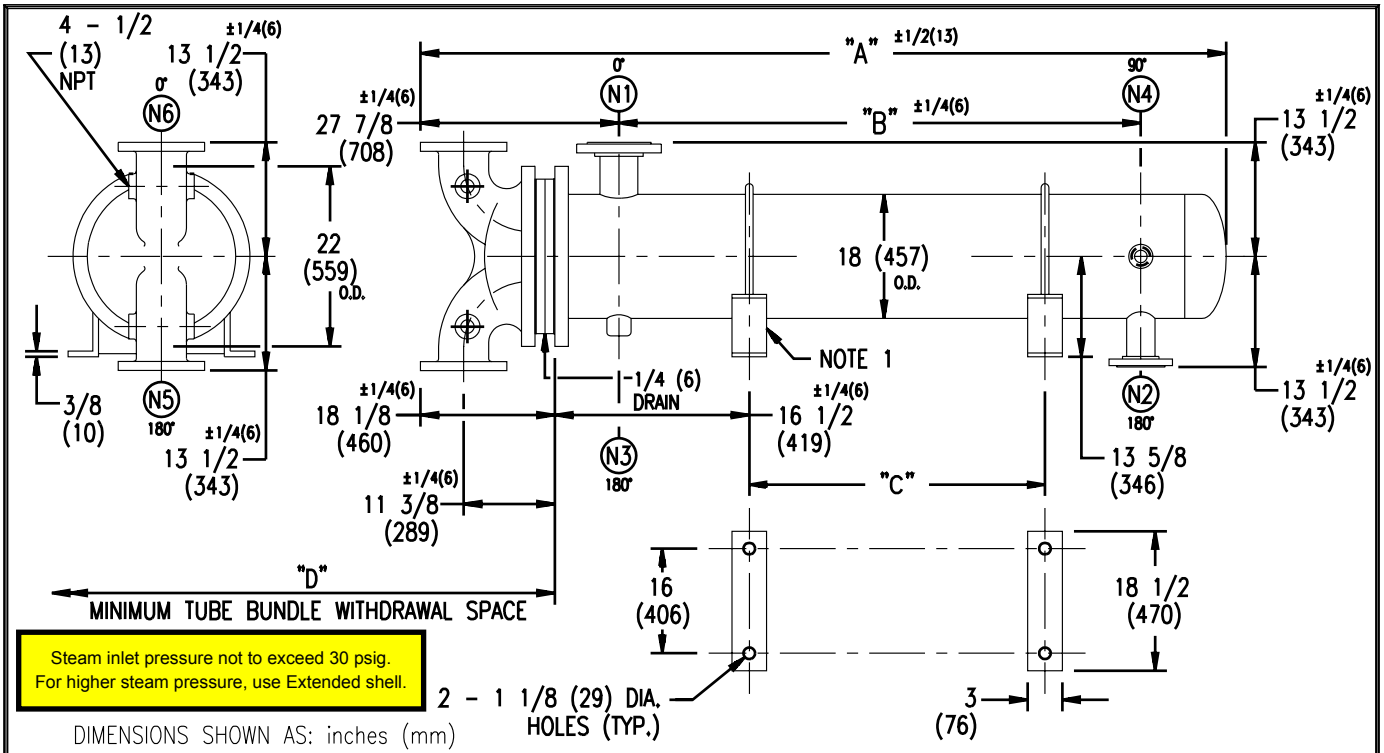 4 - 1/2
(13)
NPT
±1/4(6)
13 1/2
(343)
0°
N6
22
(559)
O.D.
3/8
(10)
N5
180°
±1/4(6)
13 1/2
(343)
"A" ±1/2(13)
0°
N1
90°
N4
±1/4(6)
27 7/8
(708)
"B" ±1/4(6)
±1/4(6)
13 1/2
(343)
18 (457)
O.D.
NOTE 1
1/4 (6)
DRAIN
±1/4(6)
18 1/8
(460)
±1/4(6)
16 1/2
(419)
N3
180°
N2
180°
±1/4(6)
13 1/2
(343)
13 5/8
(346)
±1/4(6)
11 3/8
(289)
"C"
"D"
MINIMUM TUBE BUNDLE WITHDRAWAL SPACE
16
(406)
18 1/2
(470)
Steam inlet pressure not to exceed 30 psig.
For higher steam pressure, use Extended shell.
2 - 1 1/8 (29) DIA.
HOLES (TYP.)
3
(76)
DIMENSIONS SHOWN AS: inches (mm)